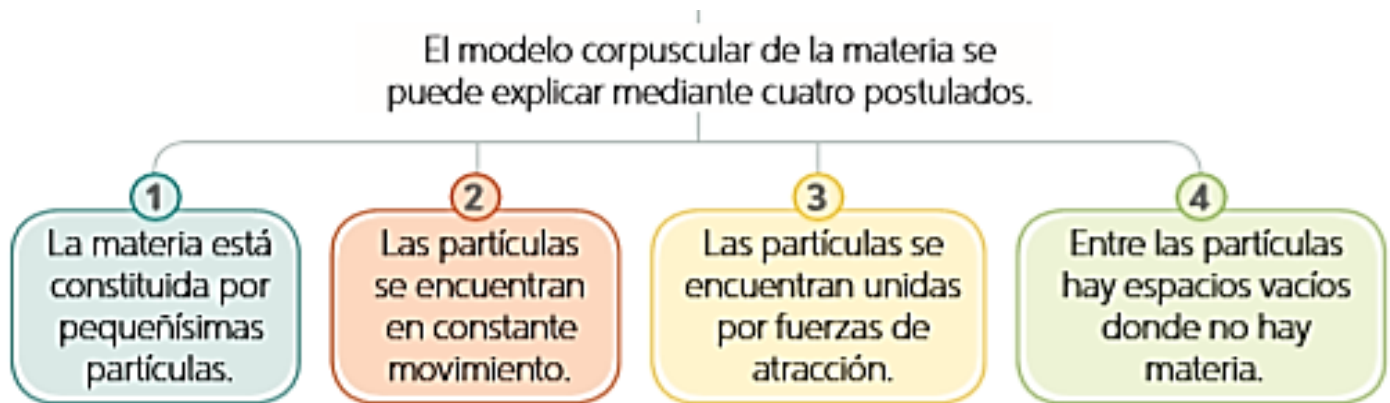 El modelo corpuscular de la materia se
puede explicar mediante cuatro postulados.
1
La materia está
constituida por
pequeñísimas
partículas.
2
Las partículas
se encuentran
en constante
movimiento.
3
Las partículas se
encuentran unidas
por fuerzas de
atracción.
4
Entre las partículas
hay espacios vacíos
donde no hay
materia.